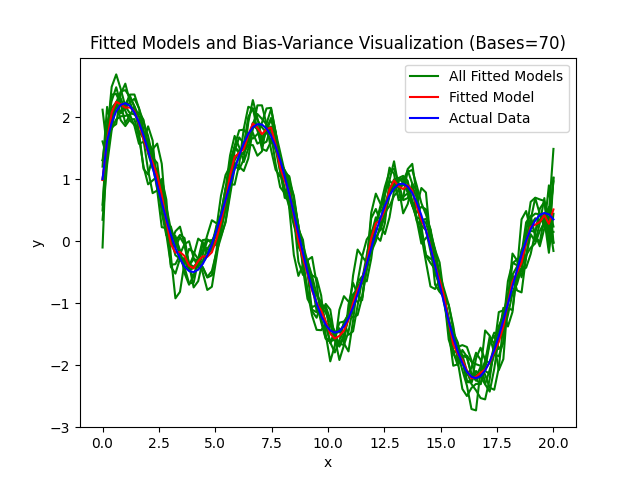 Fitted Models and Bias-Variance Visualization (Bases=70)
All Fitted Models
Fitted Model
Actual Data
y
2
1
0
−1
−2
−3
0.0 2.5 5.0 7.5 10.0 12.5 15.0 17.5 20.0
x